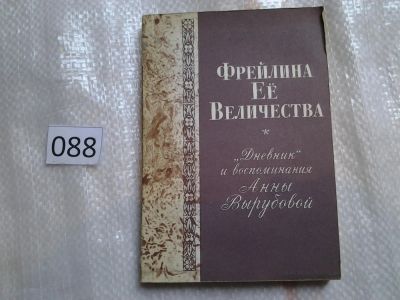 088
ФРЕЙЛИНА
ЕЁ
ВЕЛИЧЕСТВА
*
„Дневник“
и воспоминания
Анны
Вырубовой